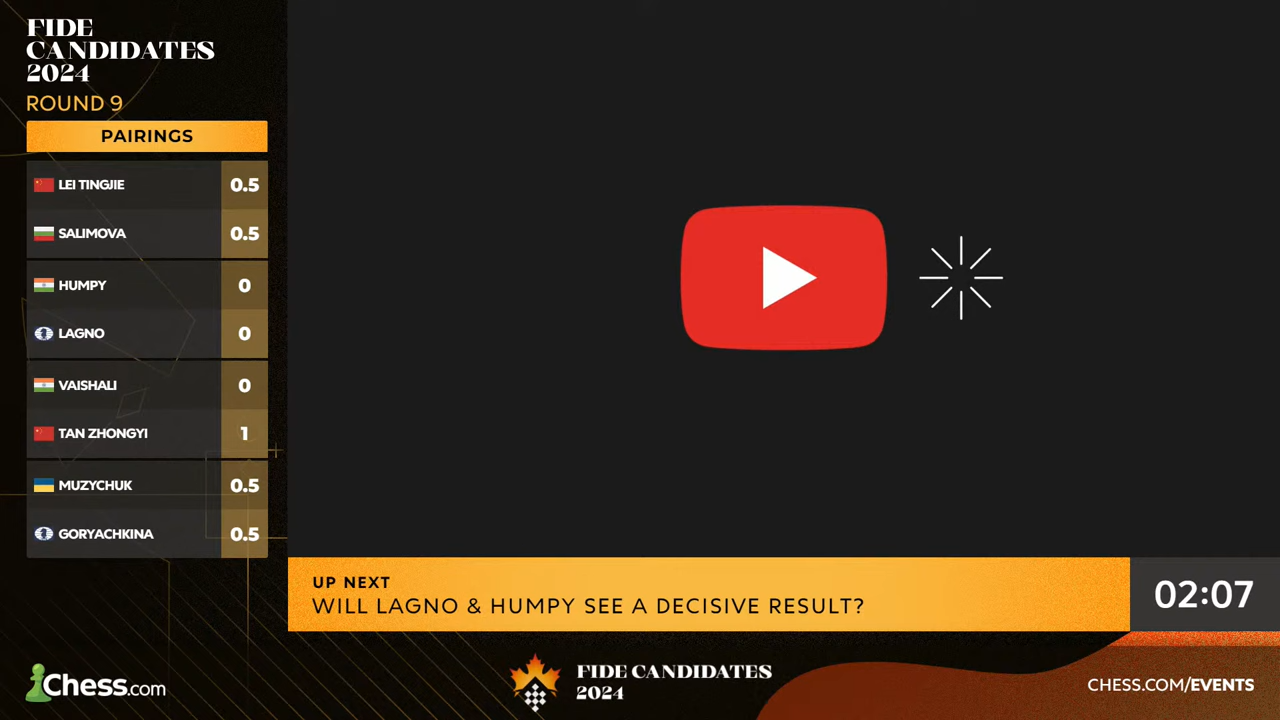 FIDE
CANDIDATES
2024
ROUND 9
PAIRINGS
LEI TINGJIE 0.5
SALIMOVA 0.5
HUMPY 0
LAGNO 0
VAISHALI 0
TAN ZHONGYI 1
MUZYCHUK 0.5
GORYACHKINA 0.5
UP NEXT
WILL LAGNO & HUMPY SEE A DECISIVE RESULT?
02:07
Chess.com
FIDE CANDIDATES
2024
CHESS.COM/EVENTS